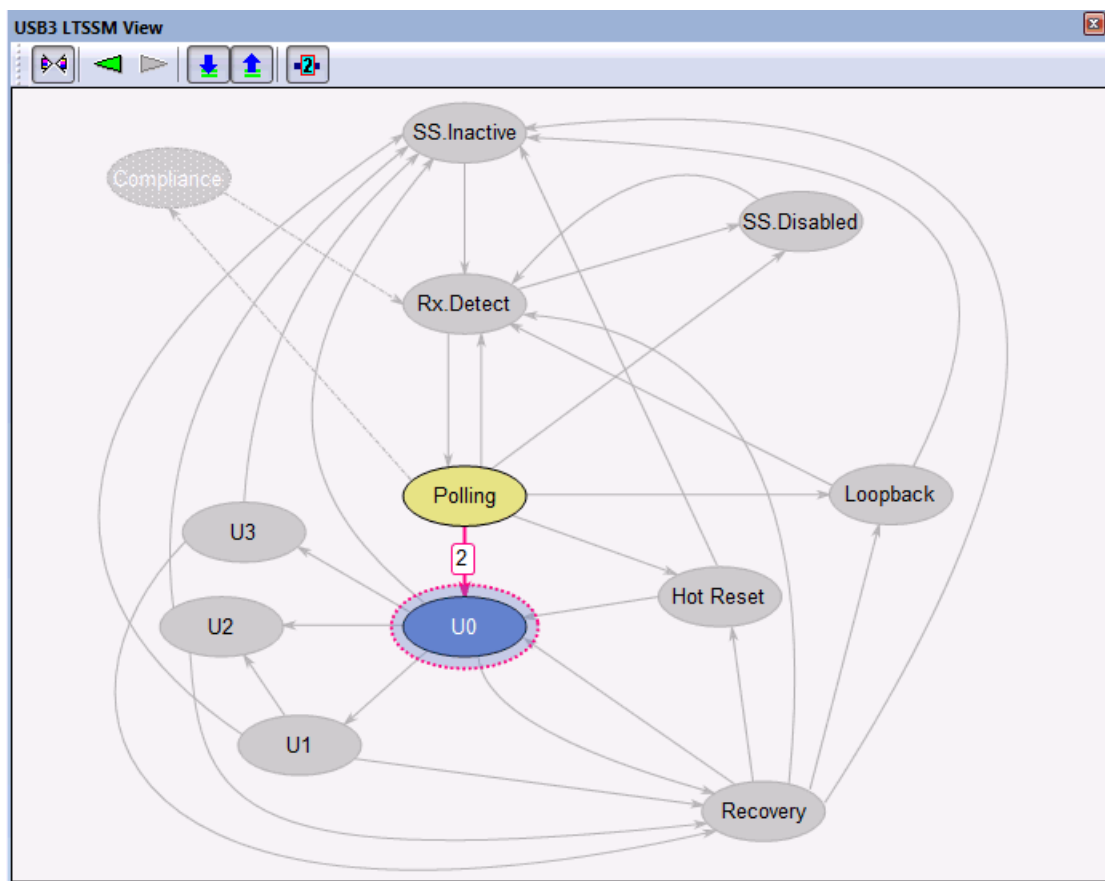 USB3 LTSSM View
2
SS.Inactive
Compliance
SS.Disabled
Rx.Detect
Polling
Loopback
U3
2
Hot Reset
U2
U0
U1
Recovery